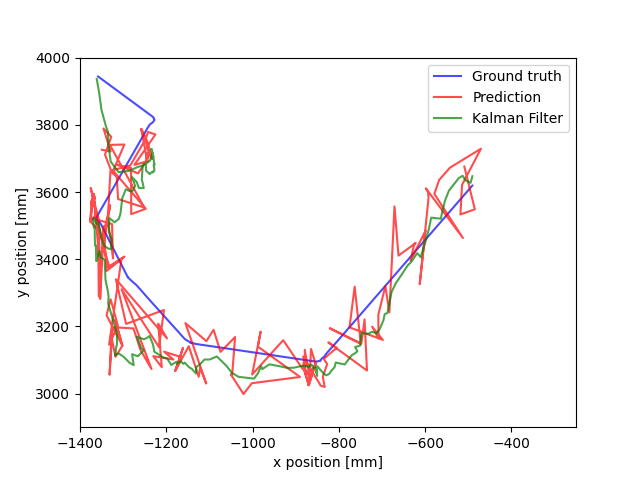 4000
3800
3600
3400
3200
3000
y position [mm]
Ground truth
Prediction
Kalman Filter
−1400 −1200 −1000 −800 −600 −400
x position [mm]